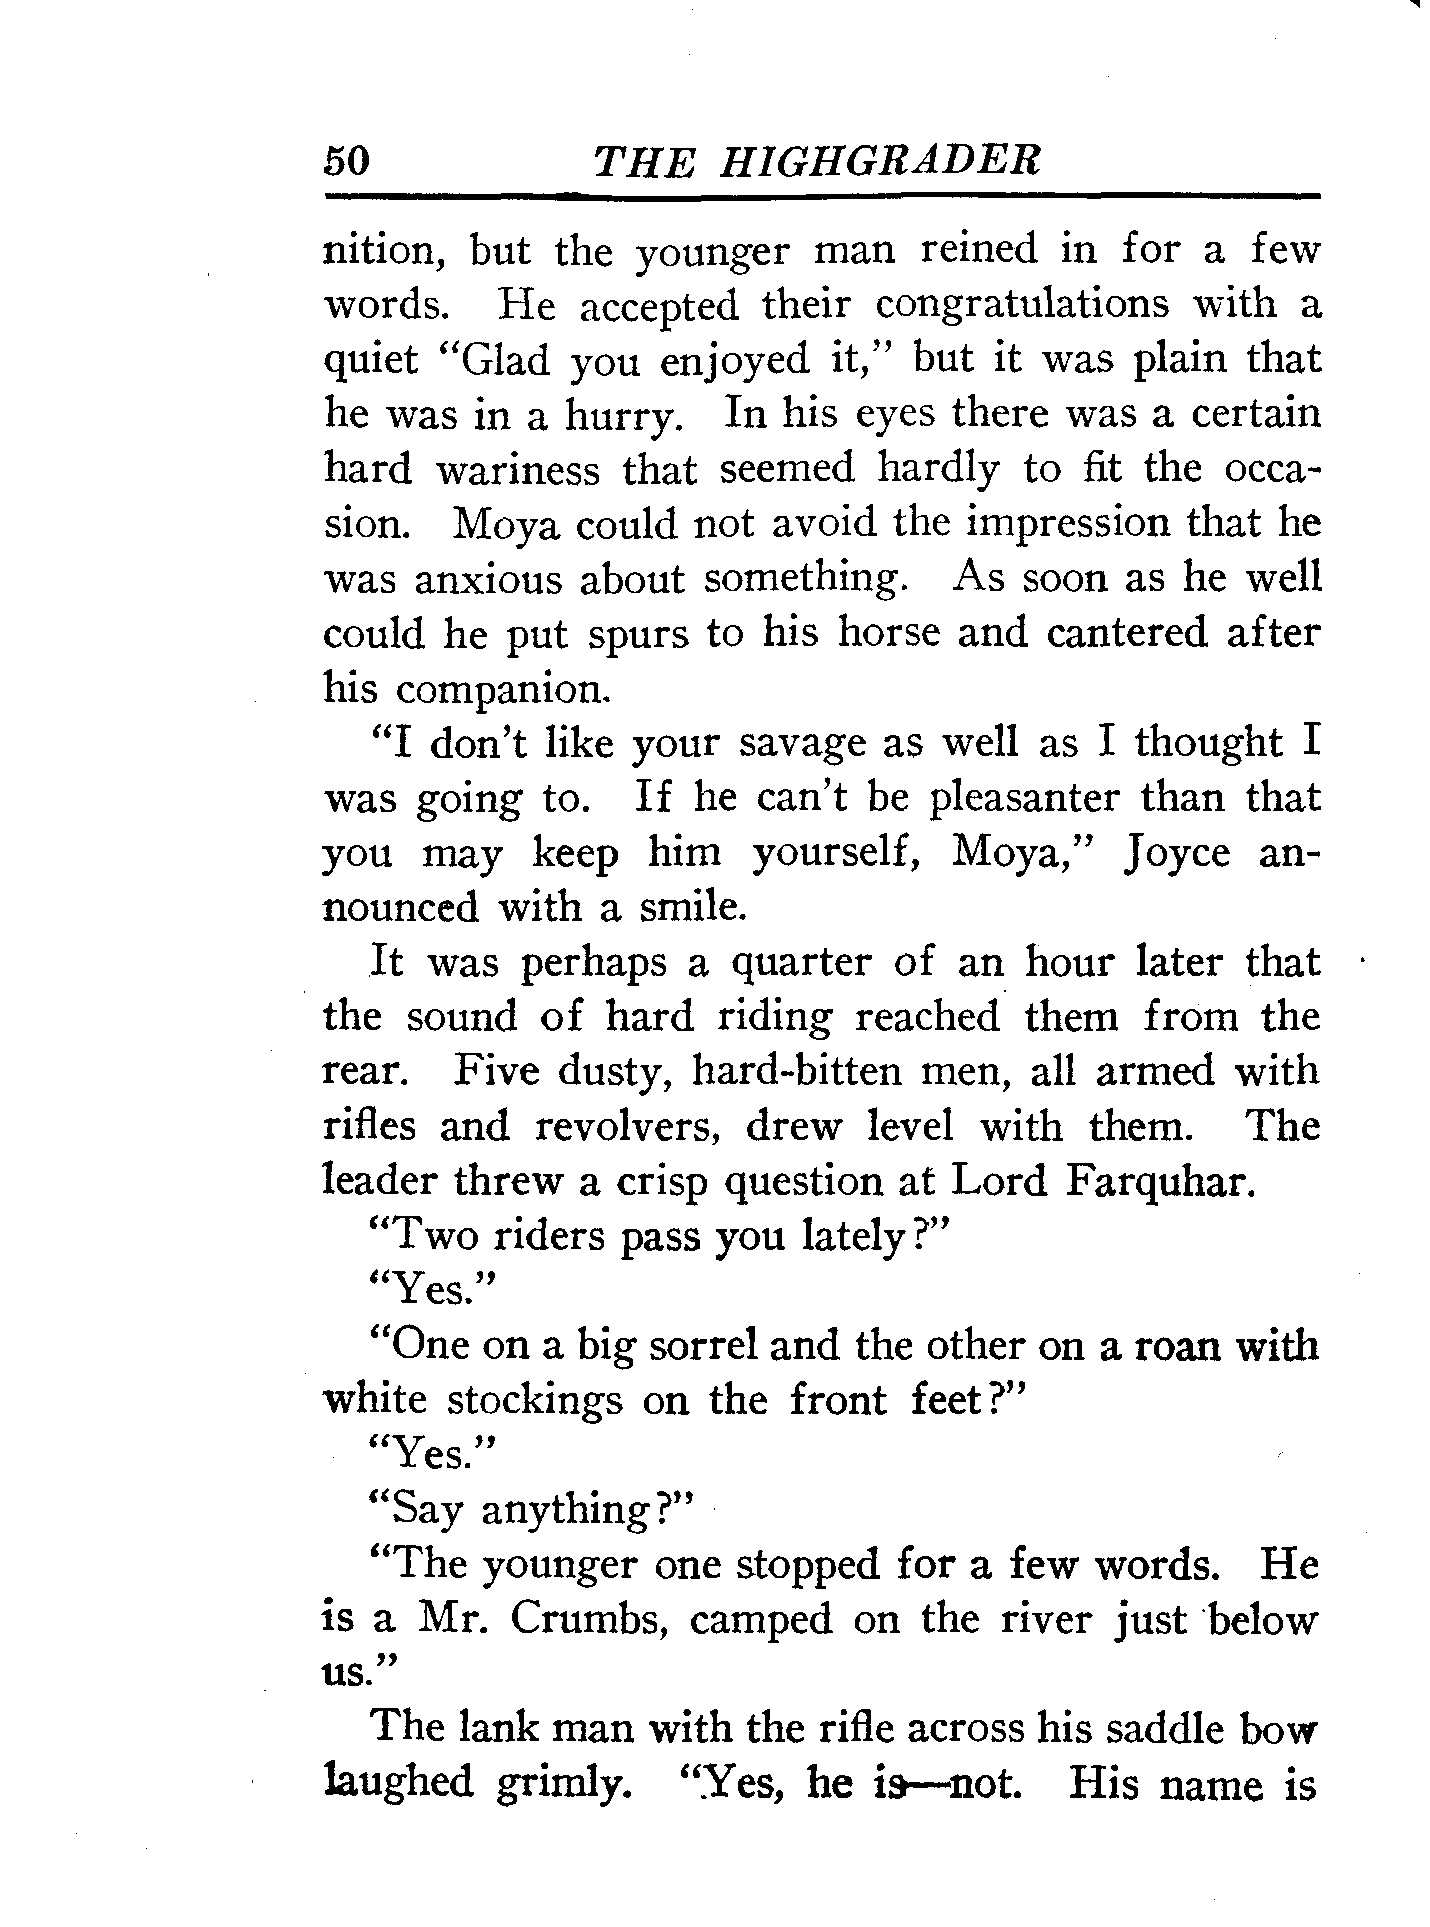 50 THE HIGHGRADER
nition, but the younger man reined in for a few
words. He accepted their congratulations with a
quiet “Glad you enjoyed it,” but it was plain that
he was in a hurry. In his eyes there was a certain
hard wariness that seemed hardly to fit the occa-
sion. Moya could not avoid the impression that he
was anxious about something. As soon as he well
could he put spurs to his horse and cantered after
his companion.
“I don’t like your savage as well as I thought I
was going to. If he can’t be pleasanter than that
you may keep him yourself, Moya,” Joyce an-
nounced with a smile.
It was perhaps a quarter of an hour later that
the sound of hard riding reached them from the
rear. Five dusty, hard-bitten men, all armed with
rifles and revolvers, drew level with them. The
leader threw a crisp question at Lord Farquhar.
“Two riders pass you lately?”
“Yes.”
“One on a big sorrel and the other on a roan with
white stockings on the front feet?”
“Yes.”
“Say anything?”
“The younger one stopped for a few words. He
is a Mr. Crumbs, camped on the river just below
us.”
The lank man with the rifle across his saddle bow
laughed grimly. “Yes, he is—not. His name is